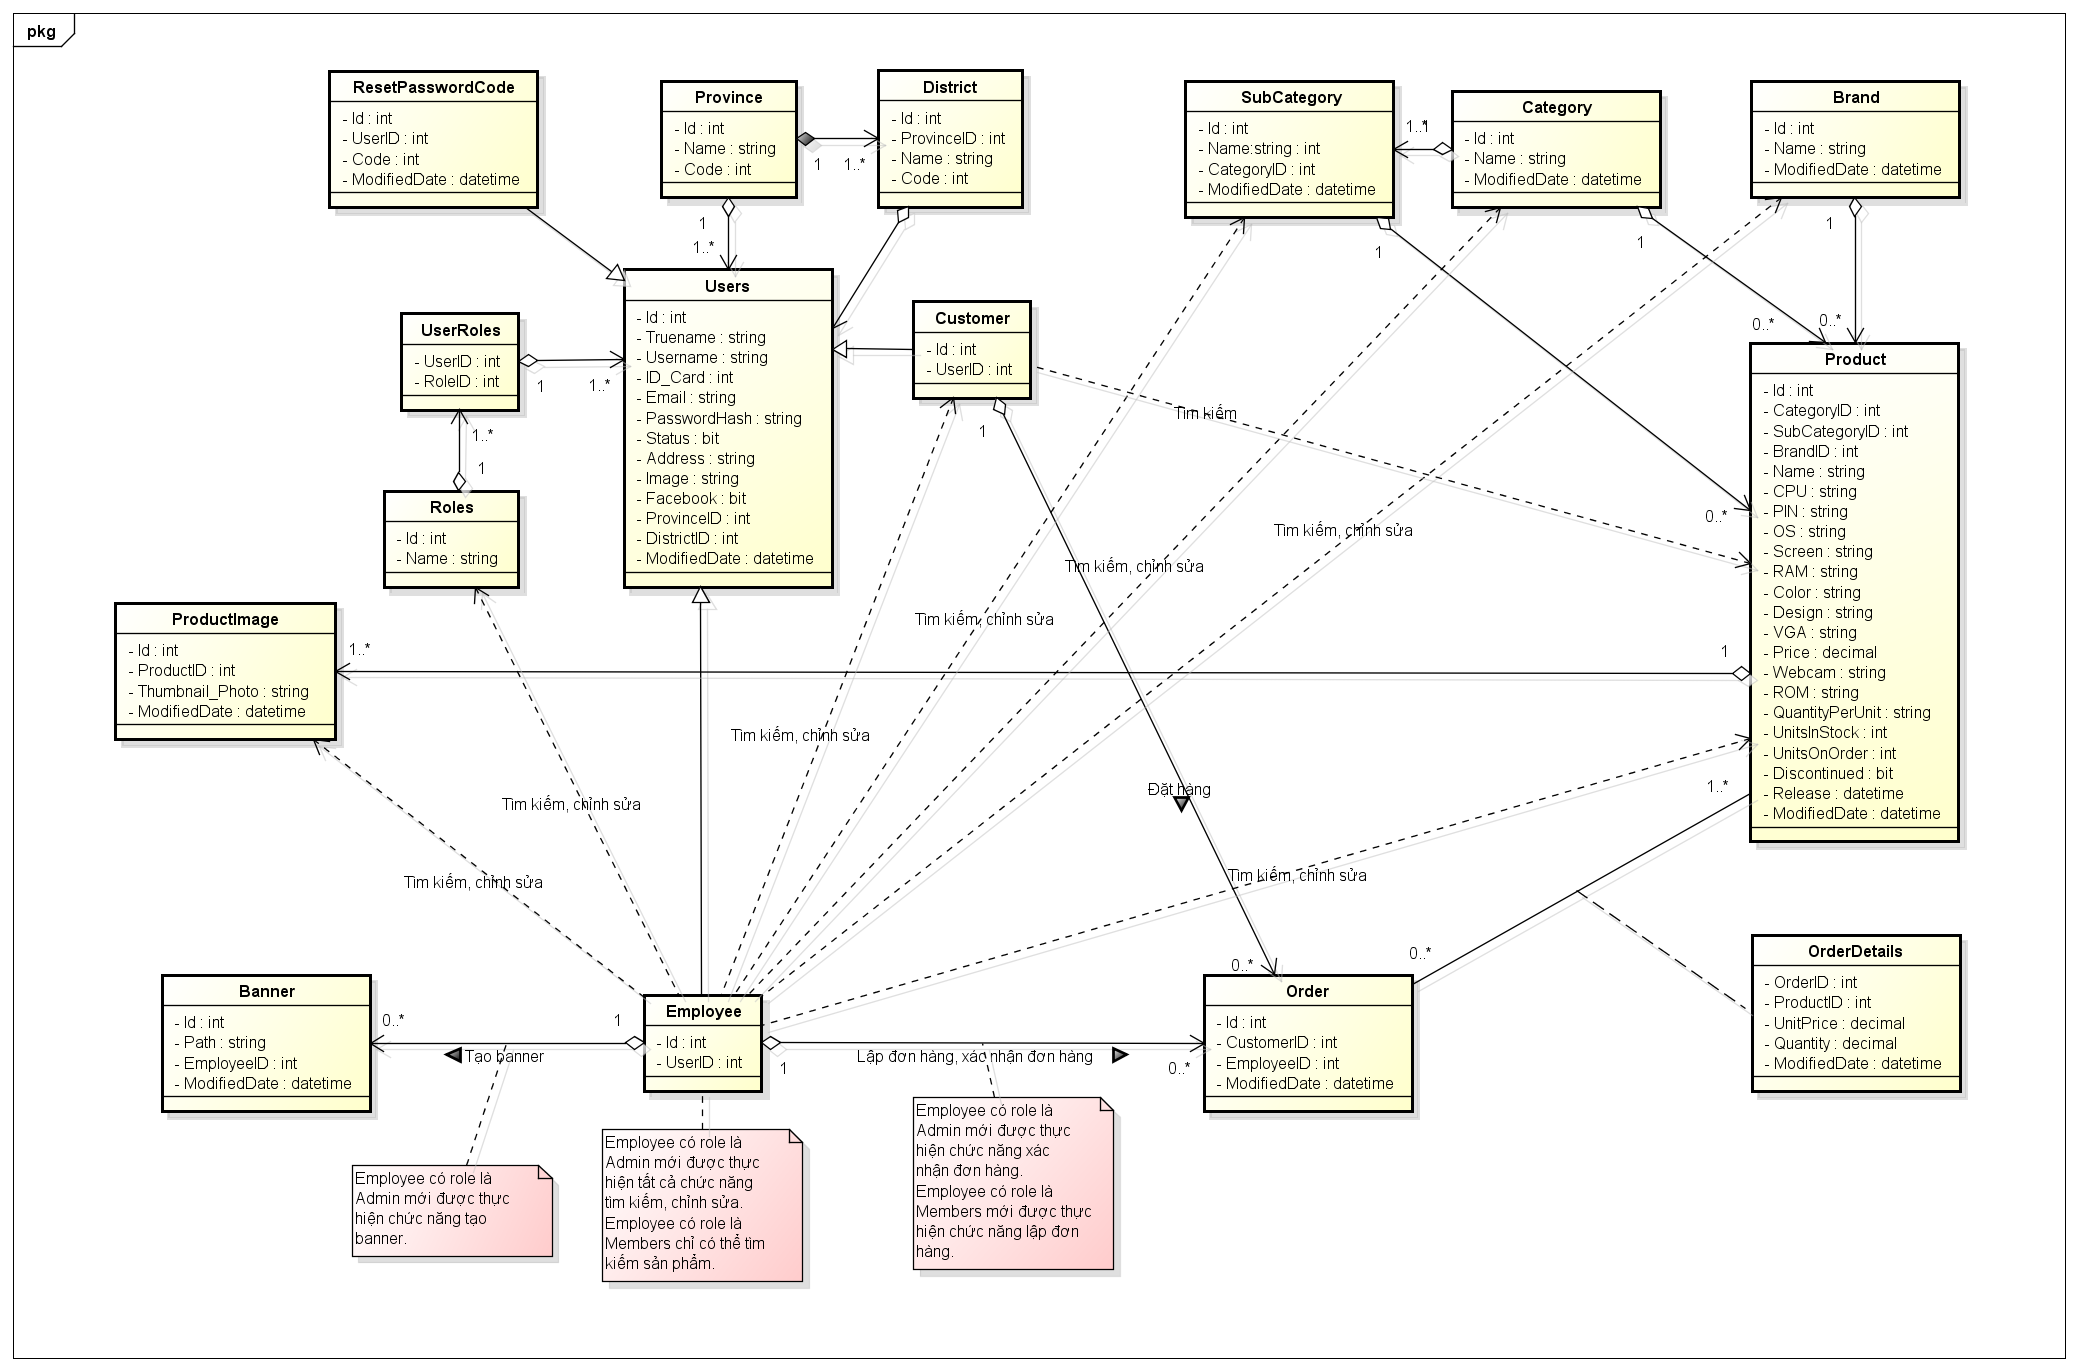 pkg
ResetPasswordCode
- Id : int
- UserID : int
- Code : int
- ModifiedDate : datetime
Province
- Id : int
- Name : string
- Code : int
1
1..*
District
- Id : int
- ProvinceID : int
- Name : string
- Code : int
SubCategory
- Id : int
- Name:string : int
- CategoryID : int
- ModifiedDate : datetime
1..*
1
Category
- Id : int
- Name : string
- ModifiedDate : datetime
Brand
- Id : int
- Name : string
- ModifiedDate : datetime
1
1..*
1
1
1
0..*
0..*
Users
- Id : int
- Truename : string
- Username : string
- ID_Card : int
- Email : string
- PasswordHash : string
- Status : bit
- Address : string
- Image : string
- Facebook : bit
- ProvinceID : int
- DistrictID : int
- ModifiedDate : datetime
UserRoles
- UserID : int
- RoleID : int
1
1..*
1..*
1
Roles
- Id : int
- Name : string
Customer
- Id : int
- UserID : int
1
Tìm kiếm
Product
- Id : int
- CategoryID : int
- SubCategoryID : int
- BrandID : int
- Name : string
- CPU : string
- PIN : string
- OS : string
- Screen : string
- RAM : string
- Color : string
- Design : string
- VGA : string
- Price : decimal
- Webcam : string
- ROM : string
- QuantityPerUnit : string
- UnitsInStock : int
- UnitsOnOrder : int
- Discontinued : bit
- Release : datetime
- ModifiedDate : datetime
0..*
Tìm kiếm, chỉnh sửa
Tìm kiếm, chỉnh sửa
Tìm kiếm, chỉnh sửa
ProductImage
- Id : int
- ProductID : int
- Thumbnail_Photo : string
- ModifiedDate : datetime
1..*
1
Tìm kiếm, chỉnh sửa
Đặt hàng
1..*
Tìm kiếm, chỉnh sửa
Tìm kiếm, chỉnh sửa
Tìm kiếm, chỉnh sửa
0..*
0..*
OrderDetails
- OrderID : int
- ProductID : int
- UnitPrice : decimal
- Quantity : decimal
- ModifiedDate : datetime
Banner
- Id : int
- Path : string
- EmployeeID : int
- ModifiedDate : datetime
0..*
1
Tạo banner
Employee
- Id : int
- UserID : int
1
Lập đơn hàng, xác nhận đơn hàng
0..*
Order
- Id : int
- CustomerID : int
- EmployeeID : int
- ModifiedDate : datetime
Employee có role là
Admin mới được thực
hiện chức năng tạo
banner.
Employee có role là
Admin mới được thực
hiện tất cả chức năng
tìm kiếm, chỉnh sửa.
Employee có role là
Members chỉ có thể tìm
kiếm sản phẩm.
Employee có role là
Admin mới được thực
hiện chức năng xác
nhận đơn hàng.
Employee có role là
Members mới được thực
hiện chức năng lập đơn
hàng.